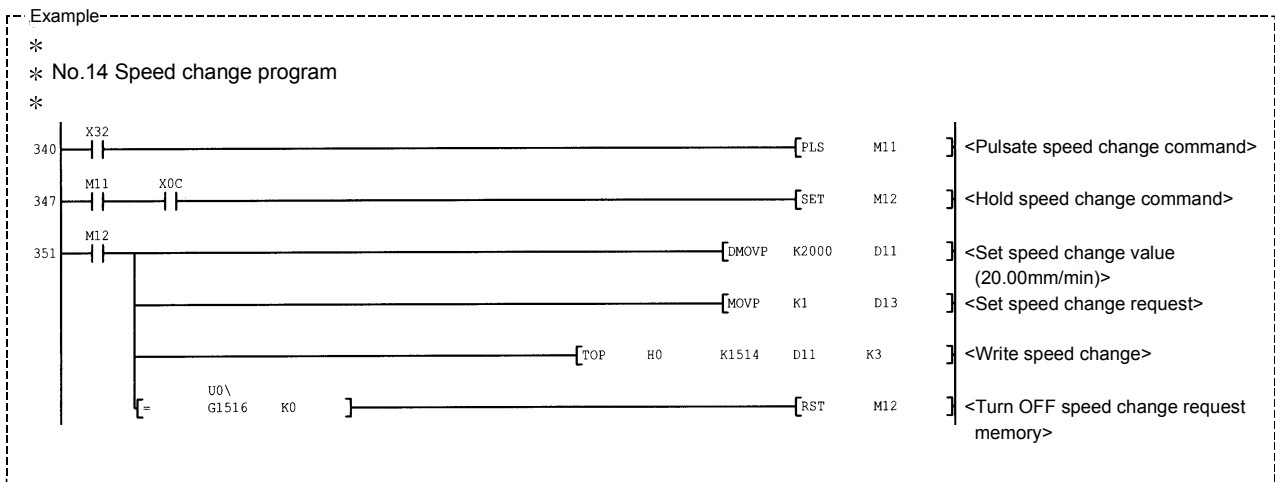 Example
*
* No.14 Speed change program
*
X32
340 [PLS M11 ] <Pulsate speed change command>
M11 X0C
347 [SET M12 ] <Hold speed change command>
M12
351 [DMOVP K2000 D11 ] <Set speed change value
(20.00mm/min)>
[MOVP K1 D13 ] <Set speed change request>
[TOP H0 K1514 D11 K3 ] <Write speed change>
U0\
[= G1516 K0 ] [RST M12 ] <Turn OFF speed change request
memory>